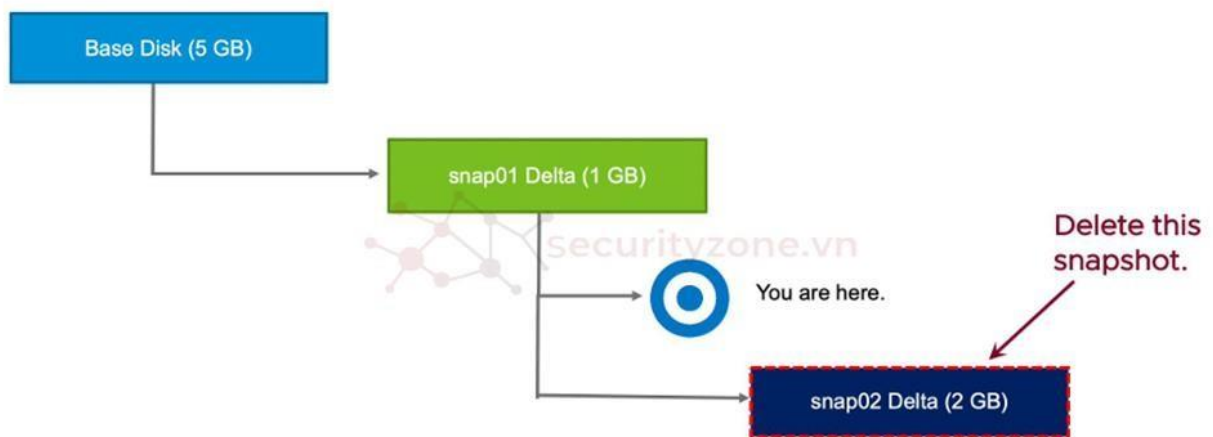 Base Disk (5 GB)
snap01 Delta (1 GB)
securityzone.vn
Delete this
snapshot.
You are here.
snap02 Delta (2 GB)